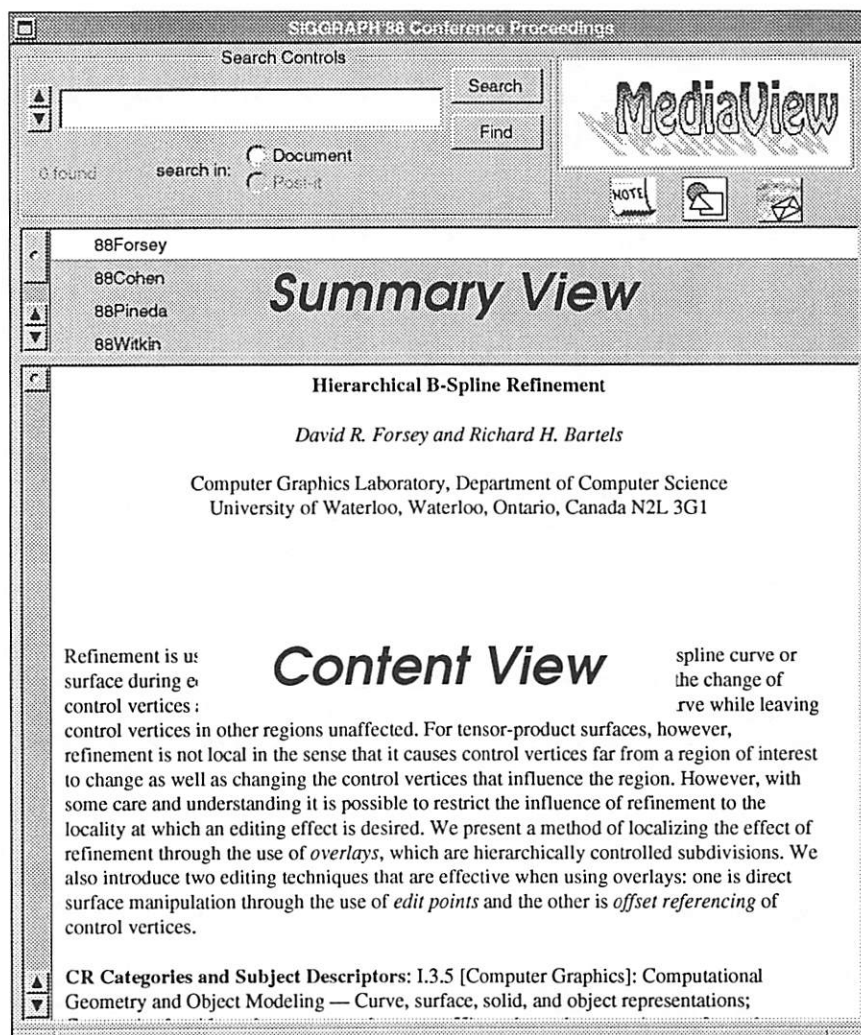 SIGGRAPH'88 Conference Proceedings
Search Controls
Search
Find
0 found
search in:
Document
Post-it
MediaView
NOTE
88Forsey
88Cohen
88Pineda
88Witkin
Summary View
Hierarchical B-Spline Refinement
David R. Forsey and Richard H. Bartels
Computer Graphics Laboratory, Department of Computer Science
University of Waterloo, Waterloo, Ontario, Canada N2L 3G1
Content View
Refinement is us spline curve or
surface during e the change of
control vertices rve while leaving
control vertices in other regions unaffected. For tensor-product surfaces, however,
refinement is not local in the sense that it causes control vertices far from a region of interest
to change as well as changing the control vertices that influence the region. However, with
some care and understanding it is possible to restrict the influence of refinement to the
locality at which an editing effect is desired. We present a method of localizing the effect of
refinement through the use of overlays, which are hierarchically controlled subdivisions. We
also introduce two editing techniques that are effective when using overlays: one is direct
surface manipulation through the use of edit points and the other is offset referencing of
control vertices.
CR Categories and Subject Descriptors: I.3.5 [Computer Graphics]: Computational
Geometry and Object Modeling — Curve, surface, solid, and object representations;